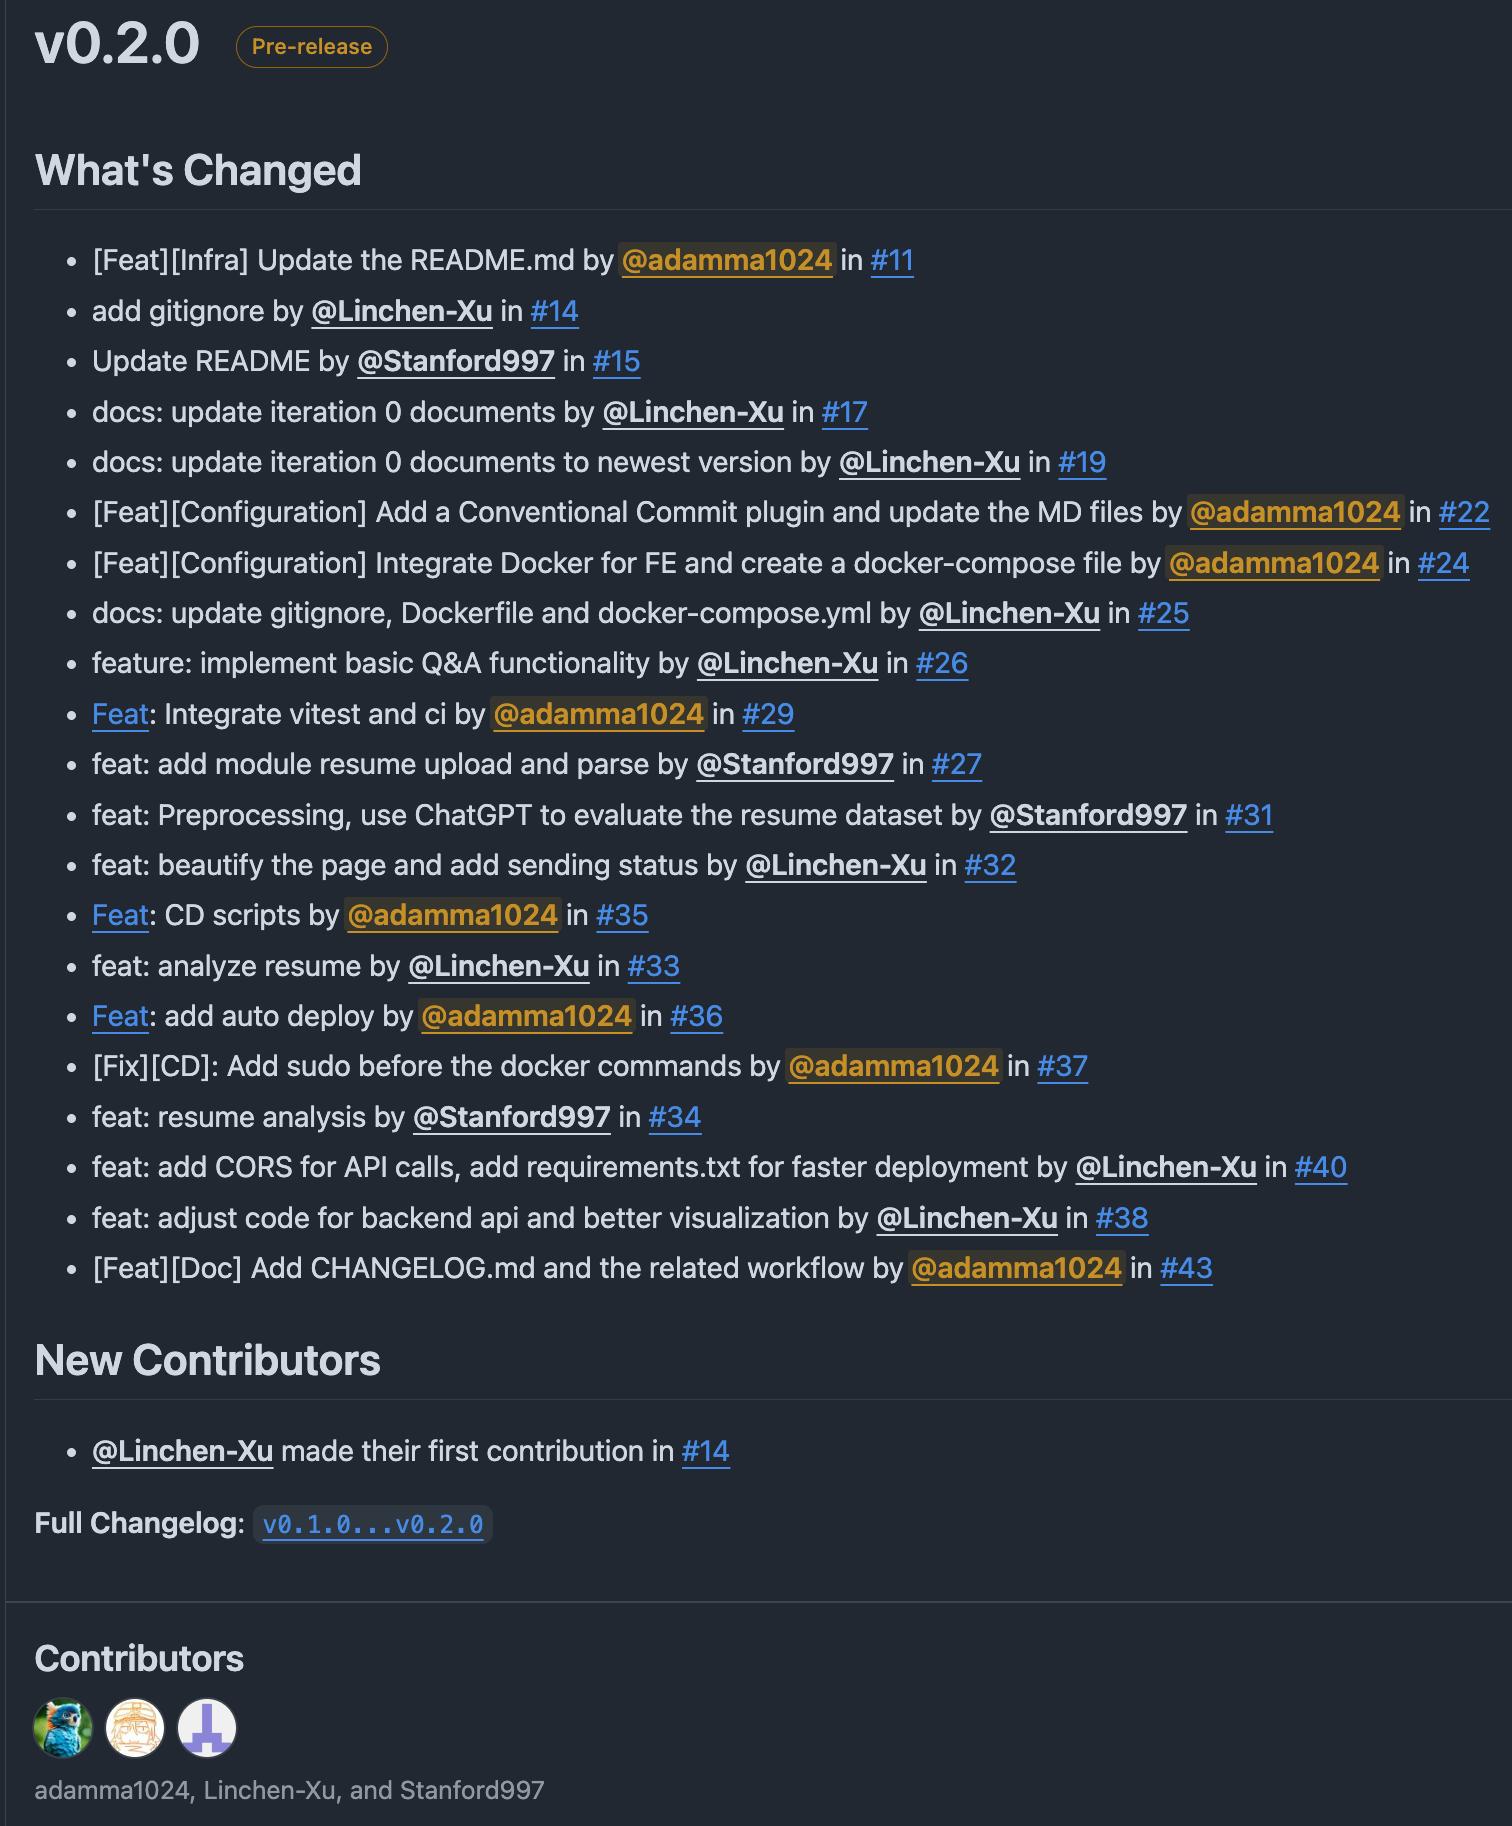 v0.2.0 Pre-release
What's Changed
• [Feat][Infra] Update the README.md by @adamma1024 in #11
• add gitignore by @Linchen-Xu in #14
• Update README by @Stanford997 in #15
• docs: update iteration 0 documents by @Linchen-Xu in #17
• docs: update iteration 0 documents to newest version by @Linchen-Xu in #19
• [Feat][Configuration] Add a Conventional Commit plugin and update the MD files by @adamma1024 in #22
• [Feat][Configuration] Integrate Docker for FE and create a docker-compose file by @adamma1024 in #24
• docs: update gitignore, Dockerfile and docker-compose.yml by @Linchen-Xu in #25
• feature: implement basic Q&A functionality by @Linchen-Xu in #26
• Feat: Integrate vitest and ci by @adamma1024 in #29
• feat: add module resume upload and parse by @Stanford997 in #27
• feat: Preprocessing, use ChatGPT to evaluate the resume dataset by @Stanford997 in #31
• feat: beautify the page and add sending status by @Linchen-Xu in #32
• Feat: CD scripts by @adamma1024 in #35
• feat: analyze resume by @Linchen-Xu in #33
• Feat: add auto deploy by @adamma1024 in #36
• [Fix][CD]: Add sudo before the docker commands by @adamma1024 in #37
• feat: resume analysis by @Stanford997 in #34
• feat: add CORS for API calls, add requirements.txt for faster deployment by @Linchen-Xu in #40
• feat: adjust code for backend api and better visualization by @Linchen-Xu in #38
• [Feat][Doc] Add CHANGELOG.md and the related workflow by @adamma1024 in #43
New Contributors
• @Linchen-Xu made their first contribution in #14
Full Changelog: v0.1.0...v0.2.0
Contributors
adamma1024, Linchen-Xu, and Stanford997